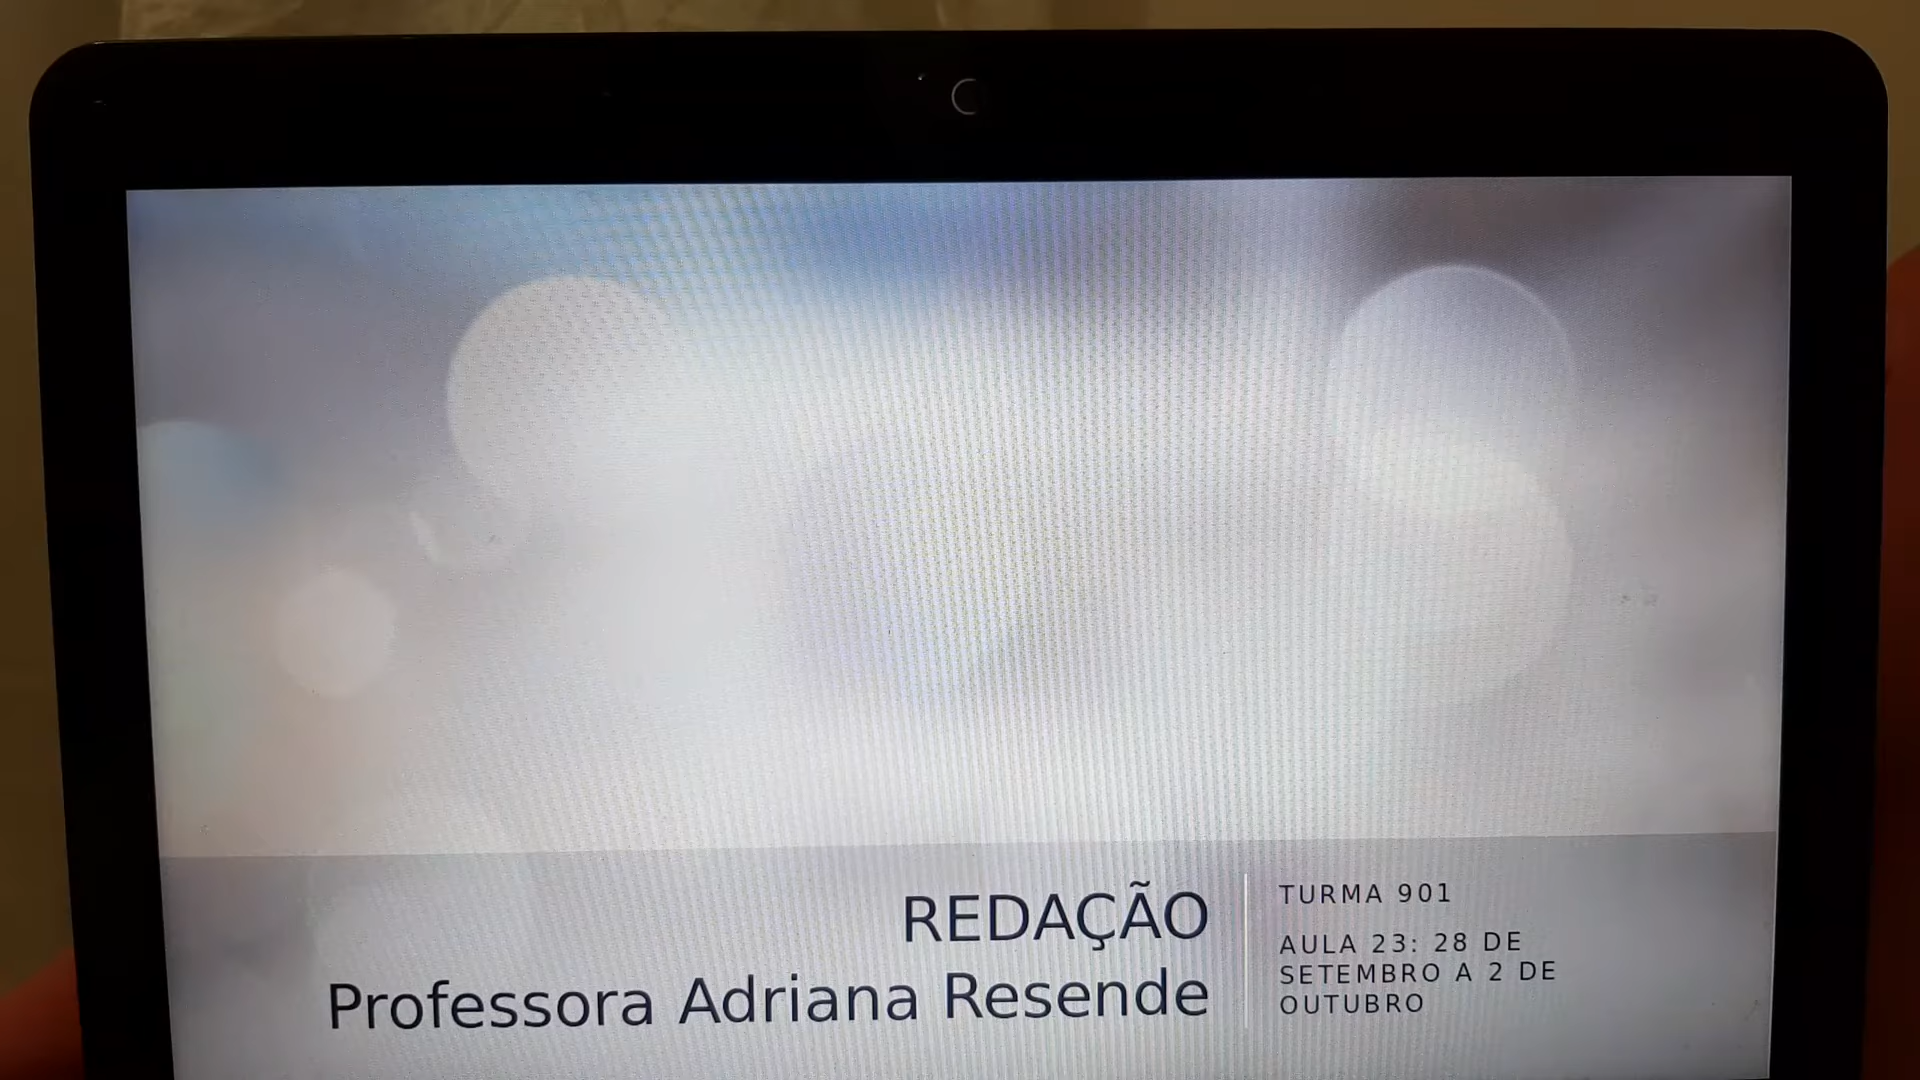 REDAÇÃO
Professora Adriana Resende
TURMA 901
AULA 23: 28 DE
SETEMBRO A 2 DE
OUTUBRO